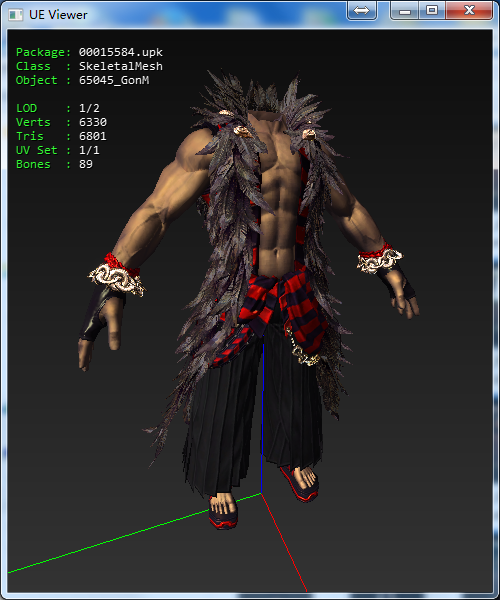 UE Viewer
Package: 00015584.upk
Class : SkeletalMesh
Object : 65045_GonM
LOD : 1/2
Verts : 6330
Tris : 6801
UV Set : 1/1
Bones : 89